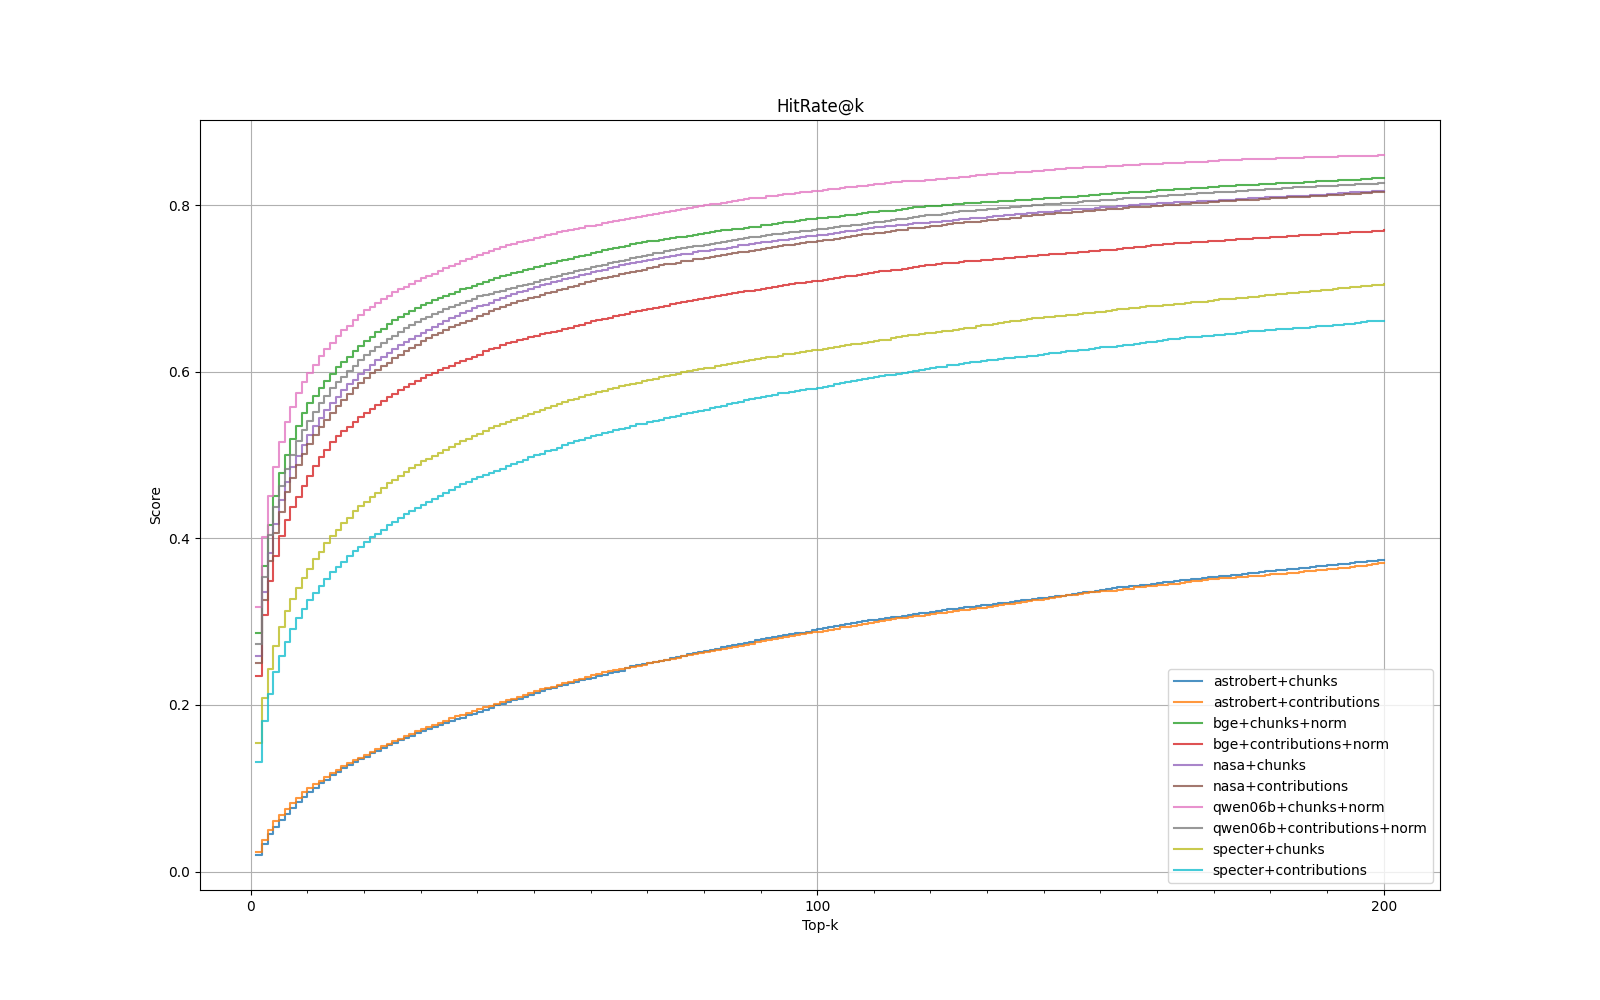 HitRate@k
Score
0.8
0.6
0.4
0.2
0.0
0
100
200
Top-k
astrobert+chunks
astrobert+contributions
bge+chunks+norm
bge+contributions+norm
nasa+chunks
nasa+contributions
qwen06b+chunks+norm
qwen06b+contributions+norm
specter+chunks
specter+contributions